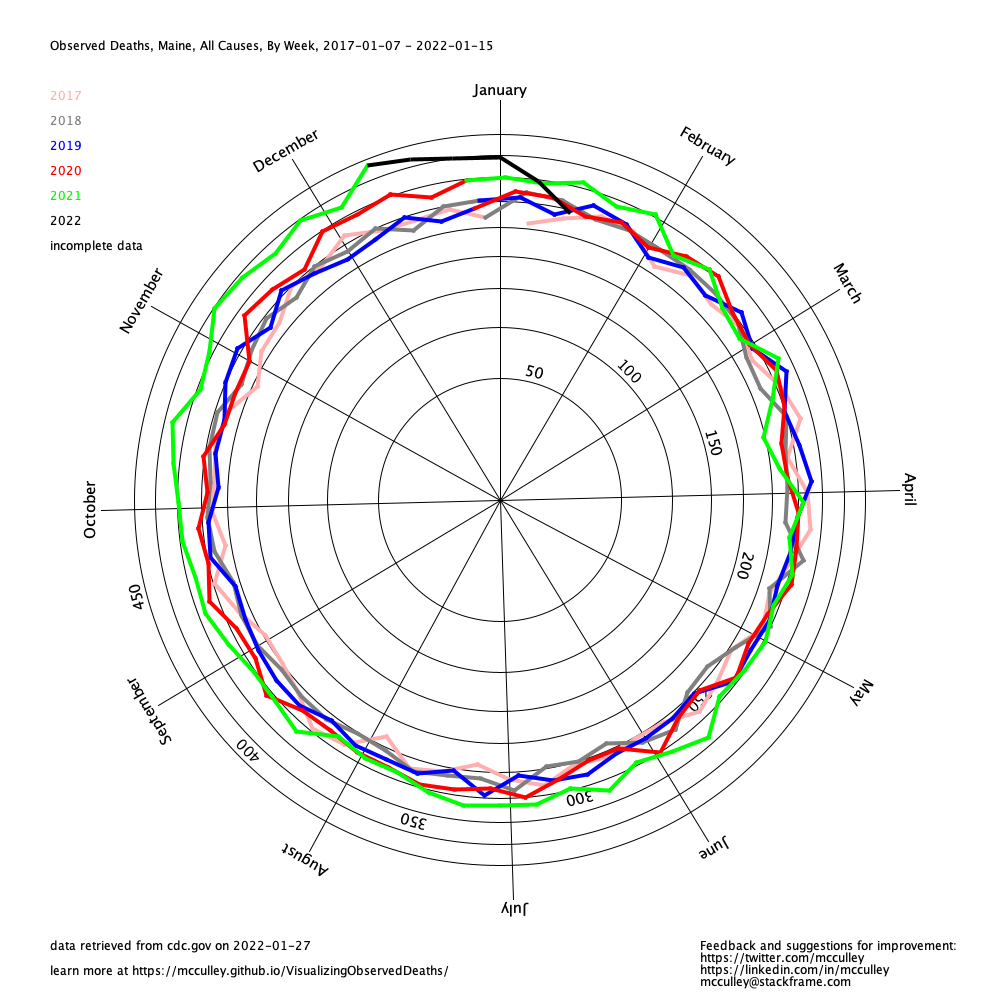 Observed Deaths, Maine, All Causes, By Week, 2017-01-07 - 2022-01-15
January
2017
2018
2019
2020
2021
2022
incomplete data
December
February
November
March
50
100
150
October
April
200
450
250
September
May
400
300
350
August
June
July
data retrieved from cdc.gov on 2022-01-27
learn more at https://mcculley.github.io/VisualizingObservedDeaths/
Feedback and suggestions for improvement:
https://twitter.com/mcculley
https://linkedin.com/in/mcculley
mcculley@stackframe.com